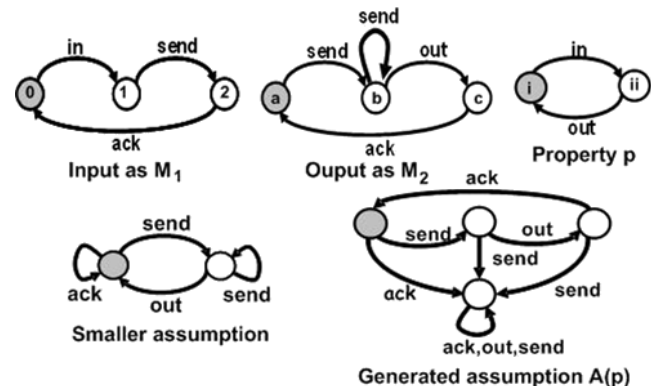 in
send
0
1
2
ack
Input as M1
send
send
out
a
b
c
ack
Ouput as M2
in
i
ii
out
Property p
send
ack
out
send
Smaller assumption
ack
send
out
send
ack
send
ack,out,send
Generated assumption A(p)